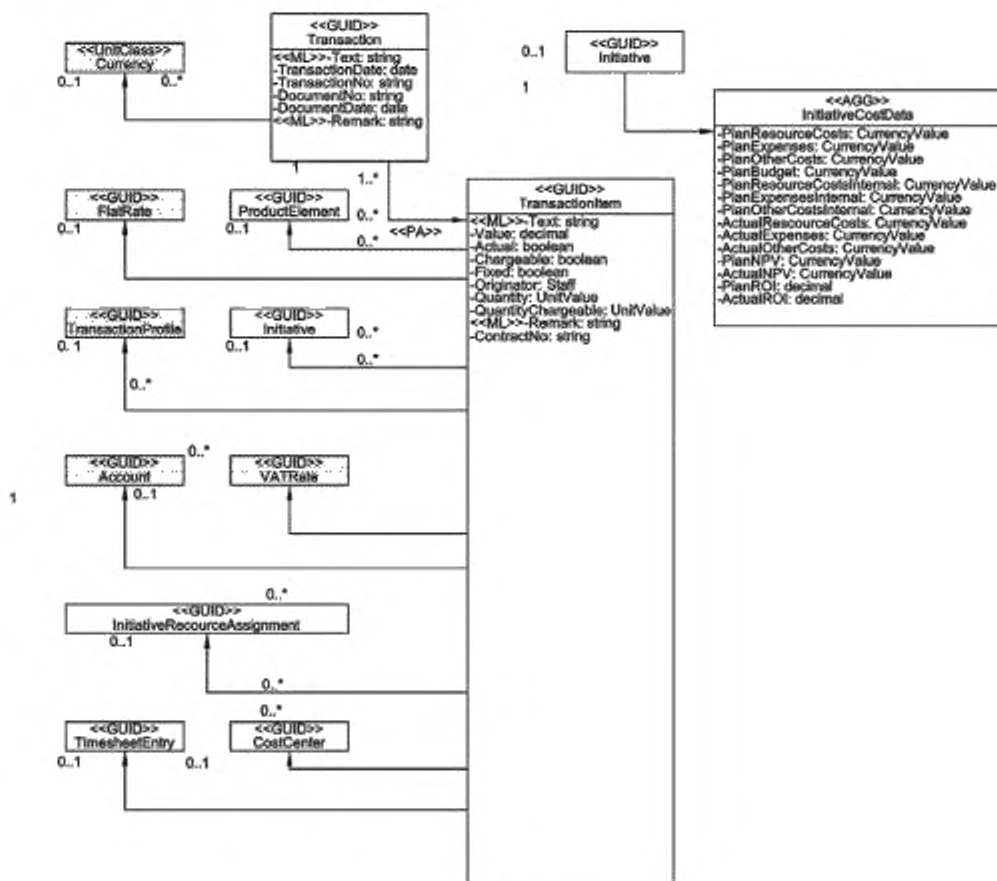 <<GUID>>
Transaction
<<ML>>-Text: string
-TransactionDate: date
-TransactionNo: string
-DocumentNo: string
-DocumentDate: date
<<ML>>-Remark: string
<<UnitClass>>
Currency
0..1
0..*
0..1
1
<<GUID>>
Initiative
<<AGG>>
InitiativeCostData
-PlanResourceCosts: CurrencyValue
-PlanExpenses: CurrencyValue
-PlanOtherCosts: CurrencyValue
-PlanBudget: CurrencyValue
-PlanResourceCostsInternal: CurrencyValue
-PlanExpensesInternal: CurrencyValue
-PlanOtherCostsInternal: CurrencyValue
-ActualResourceCosts: CurrencyValue
-ActualExpenses: CurrencyValue
-ActualOtherCosts: CurrencyValue
-PlanNPV: CurrencyValue
-ActualNPV: CurrencyValue
-PlanROI: decimal
-ActualROI: decimal
1
1..*
<<GUID>>
FlatRate
0..1
<<GUID>>
ProductElement
0..1
0..*
<<PA>>
0..*
<<GUID>>
TransactionItem
<<ML>>-Text: string
-Value: decimal
-Actual: boolean
-Chargeable: boolean
-Fixed: boolean
-Originator: Staff
-Quantity: UnitValue
-QuantityChargeable: UnitValue
<<ML>>-Remark: string
-ContractNo: string
<<GUID>>
TransactionProfile
0. 1
<<GUID>>
Initiative
0..1
0..*
0..*
0..*
<<GUID>>
Account
0..*
0..1
<<GUID>>
VATRate
1
0..*
<<GUID>>
InitiativeRecourceAssignment
0..1
0..*
0..*
<<GUID>>
TimesheetEntry
0..1
<<GUID>>
CostCenter
0..1